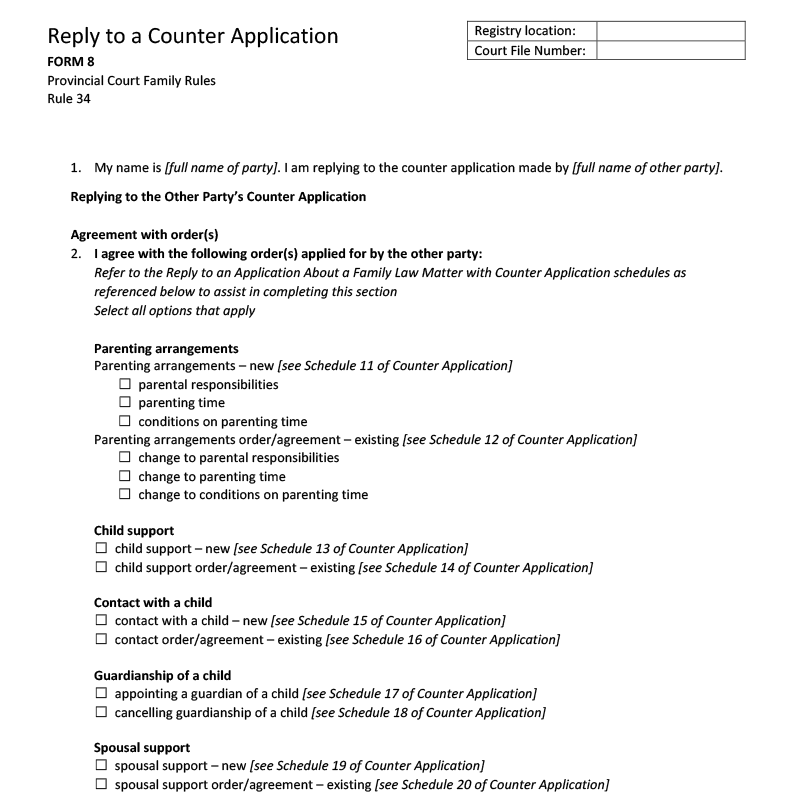 Reply to a Counter Application
FORM 8
Provincial Court Family Rules
Rule 34
Registry location:
Court File Number:
1. My name is [full name of party]. I am replying to the counter application made by [full name of other party].
Replying to the Other Party’s Counter Application
Agreement with order(s)
2. I agree with the following order(s) applied for by the other party:
Refer to the Reply to an Application About a Family Law Matter with Counter Application schedules as
referenced below to assist in completing this section
Select all options that apply
Parenting arrangements
Parenting arrangements – new [see Schedule 11 of Counter Application]
☐ parental responsibilities
☐ parenting time
☐ conditions on parenting time
Parenting arrangements order/agreement – existing [see Schedule 12 of Counter Application]
☐ change to parental responsibilities
☐ change to parenting time
☐ change to conditions on parenting time
Child support
☐ child support – new [see Schedule 13 of Counter Application]
☐ child support order/agreement – existing [see Schedule 14 of Counter Application]
Contact with a child
☐ contact with a child – new [see Schedule 15 of Counter Application]
☐ contact order/agreement – existing [see Schedule 16 of Counter Application]
Guardianship of a child
☐ appointing a guardian of a child [see Schedule 17 of Counter Application]
☐ cancelling guardianship of a child [see Schedule 18 of Counter Application]
Spousal support
☐ spousal support – new [see Schedule 19 of Counter Application]
☐ spousal support order/agreement – existing [see Schedule 20 of Counter Application]